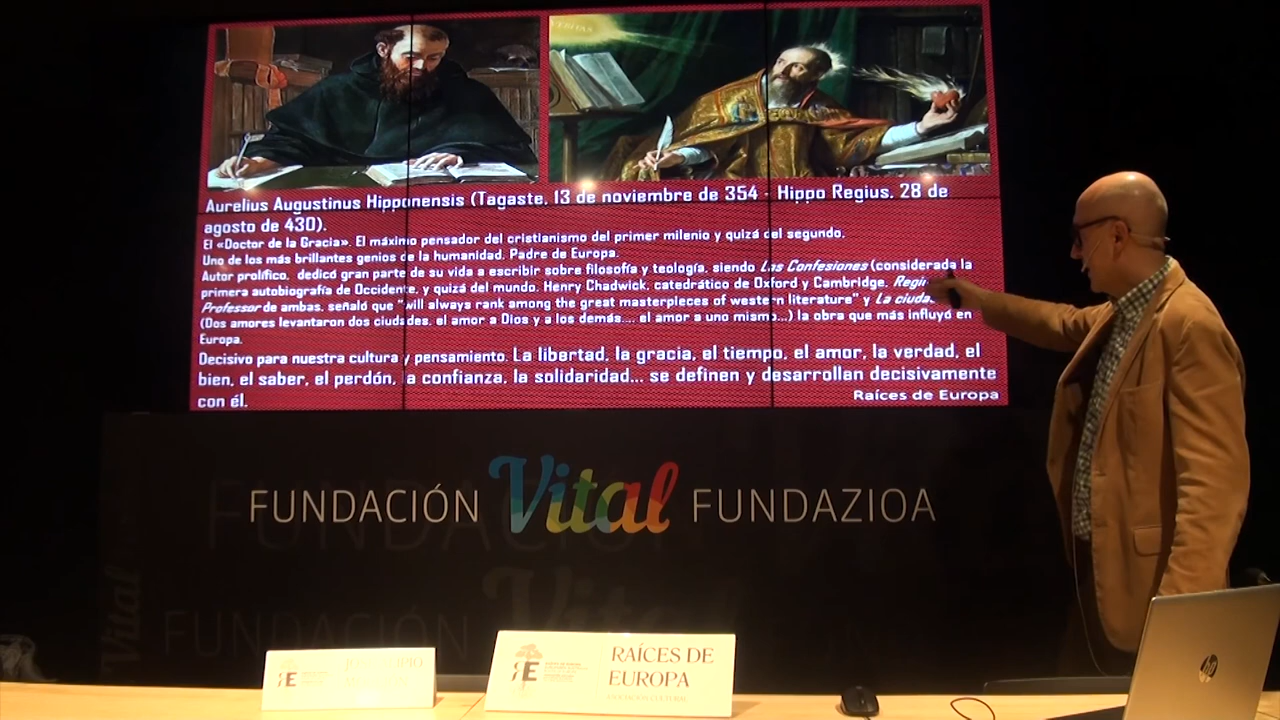 VERITAS
Aurelius Augustinus Hipponensis (Tagaste, 13 de noviembre de 354 - Hippo Regius, 28 de
agosto de 430).
El «Doctor de la Gracia». El máximo pensador del cristianismo del primer milenio y quizá del segundo.
Uno de los más brillantes genios de la humanidad. Padre de Europa.
Autor prolífico, dedicó gran parte de su vida a escribir sobre filosofía y teología, siendo Las Confesiones (considerada la
primera autobiografía de Occidente, y quizá del mundo. Henry Chadwick, catedrático de Oxford y Cambridge, Regi
Professor de ambas, señaló que "will always rank among the great masterpieces of western literature" y La ciuda
(Dos amores levantaron dos ciudades, el amor a Dios y a los demás.... el amor a uno mismo...) la obra que más influyó en
Europa.
Decisivo para nuestra cultura y pensamiento. La libertad, la gracia, el tiempo, el amor, la verdad, el
bien, el saber, el perdón, la confianza, la solidaridad... se definen y desarrollan decisivamente
con él.
Raíces de Europa
FUNDACIÓN Vital FUNDAZIOA
RE
RE
RAÍCES DE
EUROPA
hp